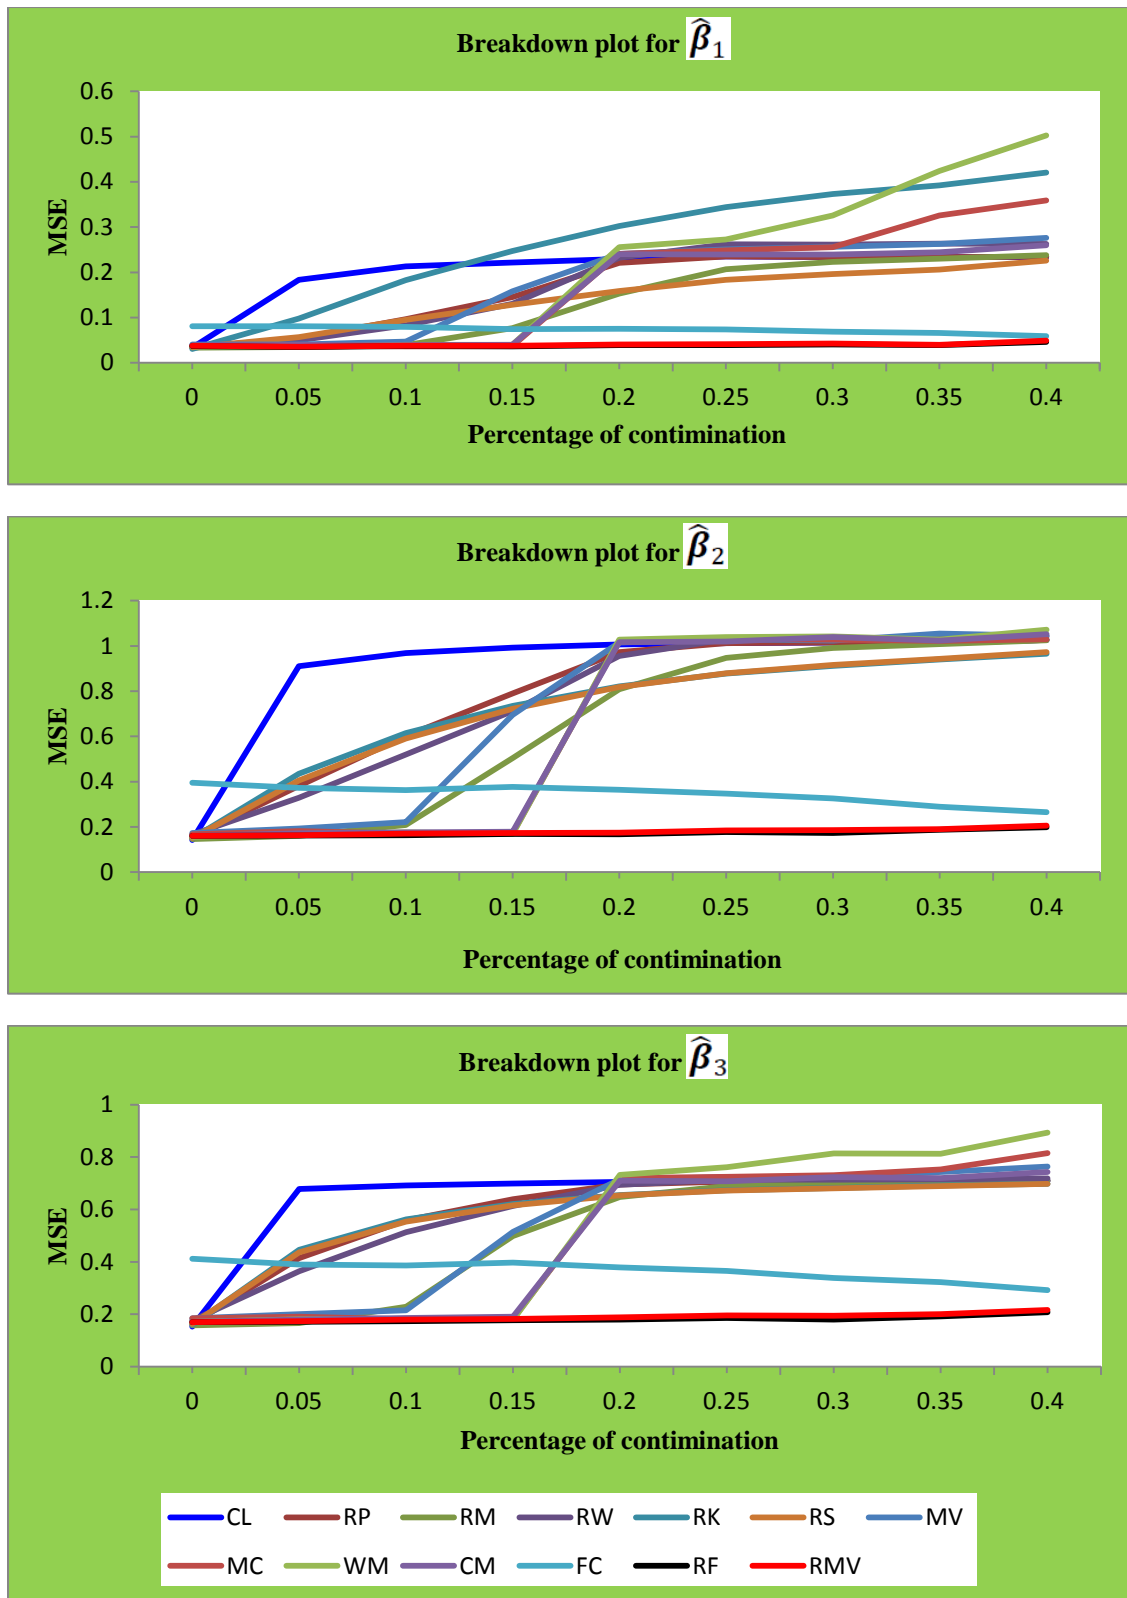 Breakdown plot for β̂₁
MSE
0.6
0.5
0.4
0.3
0.2
0.1
0
0 0.05 0.1 0.15 0.2 0.25 0.3 0.35 0.4
Percentage of contimination
Breakdown plot for β̂₂
MSE
1.2
1
0.8
0.6
0.4
0.2
0
0 0.05 0.1 0.15 0.2 0.25 0.3 0.35 0.4
Percentage of contimination
Breakdown plot for β̂₃
MSE
1
0.8
0.6
0.4
0.2
0
0 0.05 0.1 0.15 0.2 0.25 0.3 0.35 0.4
Percentage of contimination
CL RP RM RW RK RS MV
MC WM CM FC RF RMV